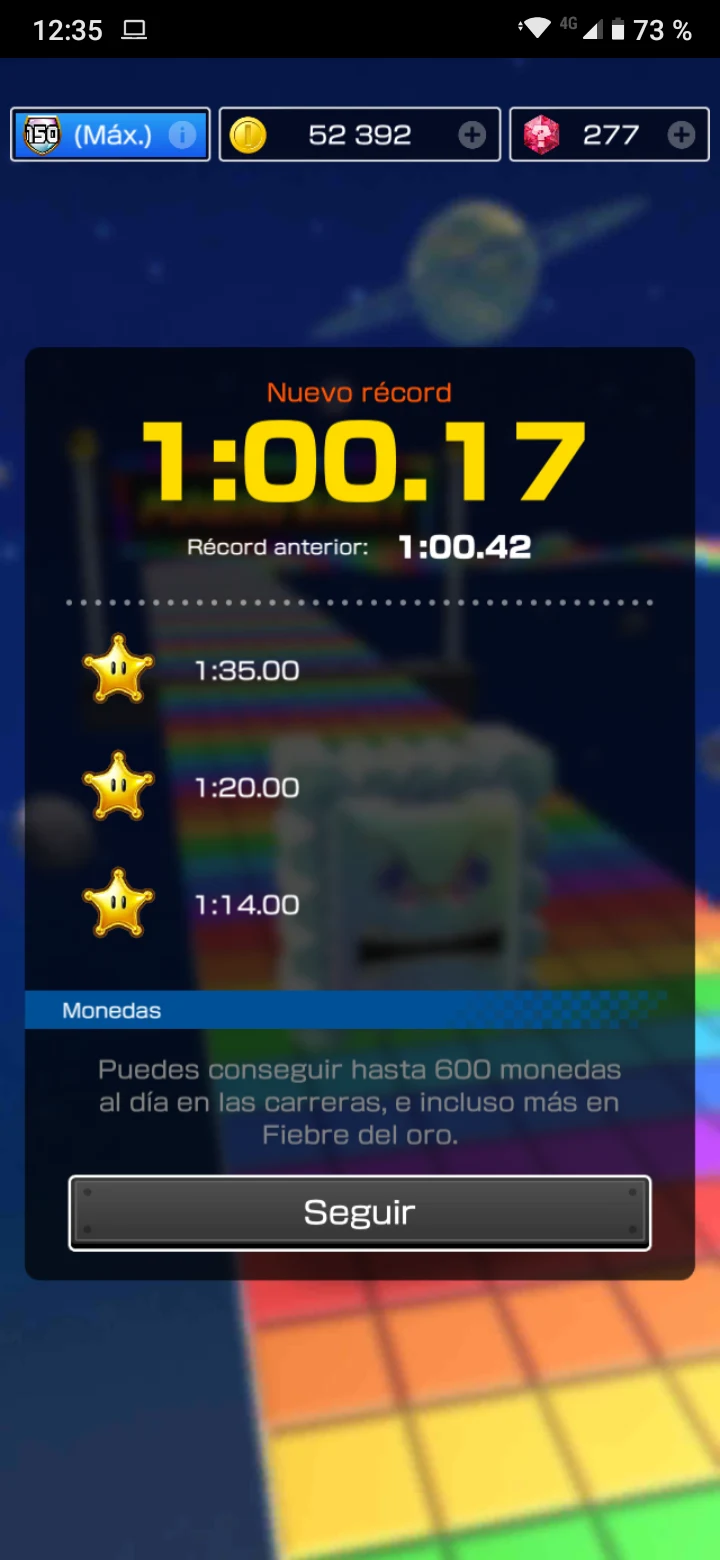 12:35 4G 73 %
150 (Máx.) i 52 392 + ? 277 +
Nuevo récord
1:00.17
Récord anterior: 1:00.42
1:35.00
1:20.00
1:14.00
Monedas
Puedes conseguir hasta 600 monedas
al día en las carreras, e incluso más en
Fiebre del oro.
Seguir